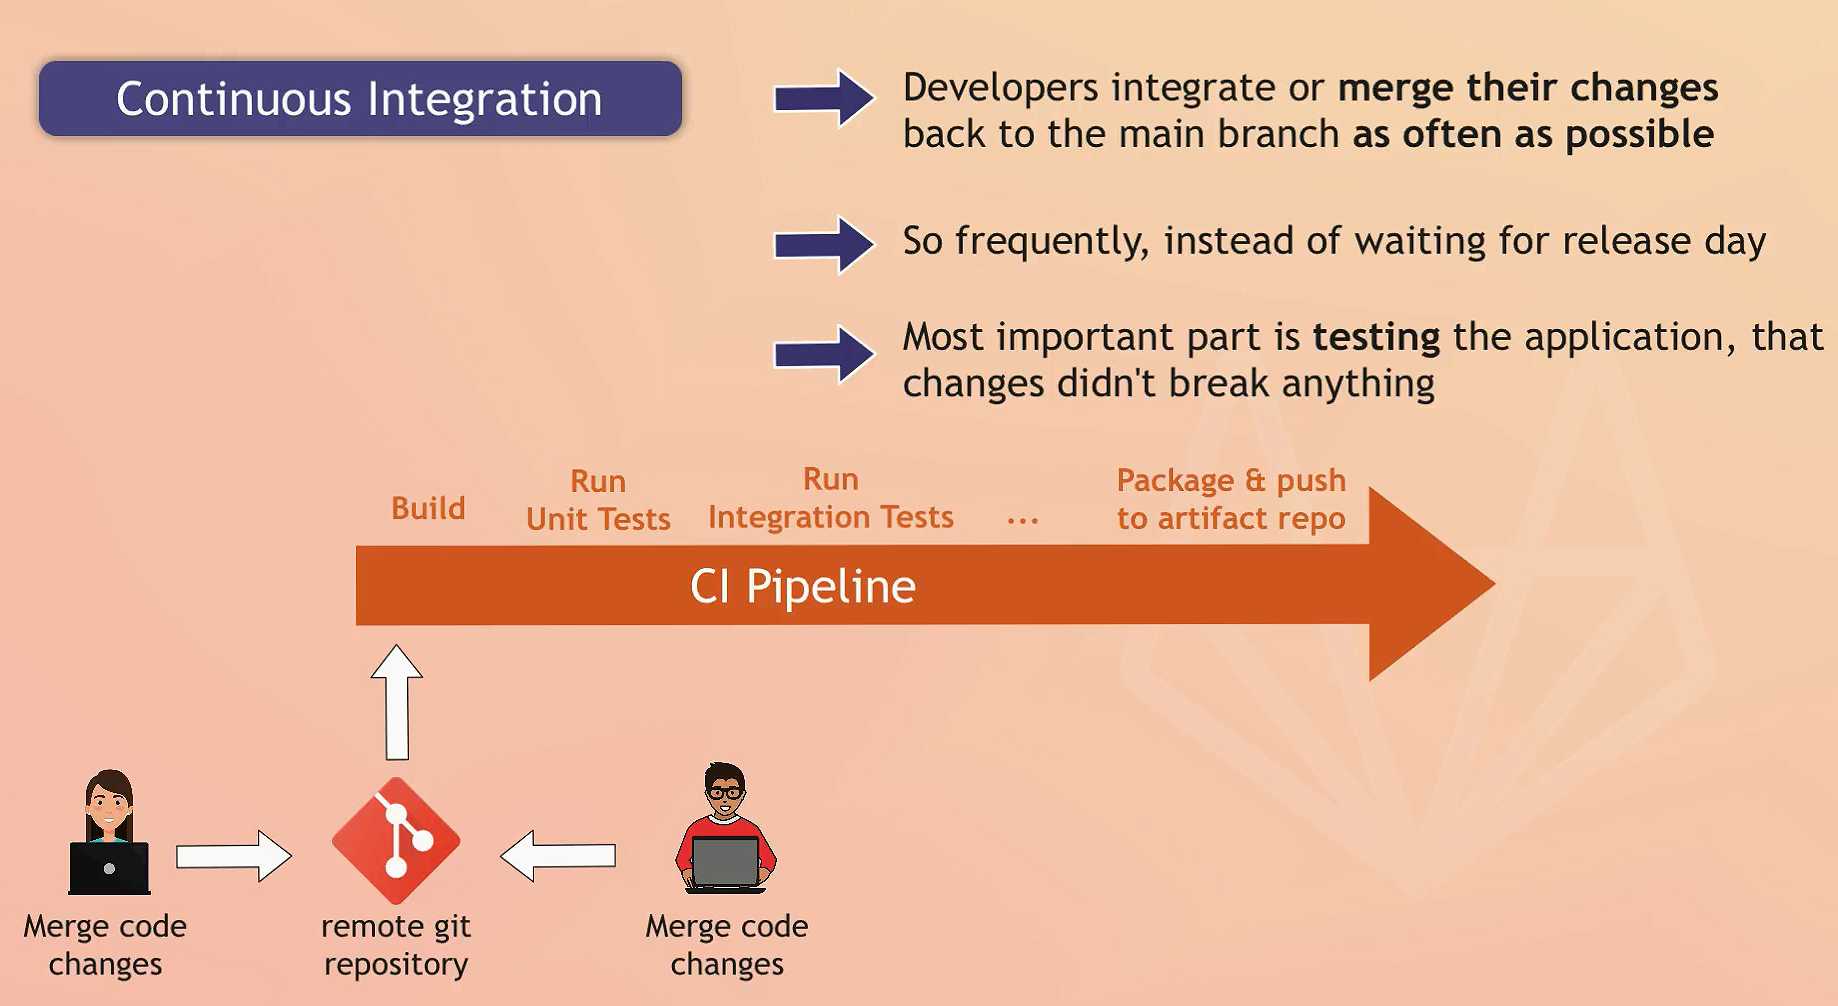 Continuous Integration
Developers integrate or merge their changes
back to the main branch as often as possible
So frequently, instead of waiting for release day
Most important part is testing the application, that
changes didn't break anything
Build
Run
Unit Tests
Run
Integration Tests
...
Package & push
to artifact repo
CI Pipeline
Merge code
changes
remote git
repository
Merge code
changes